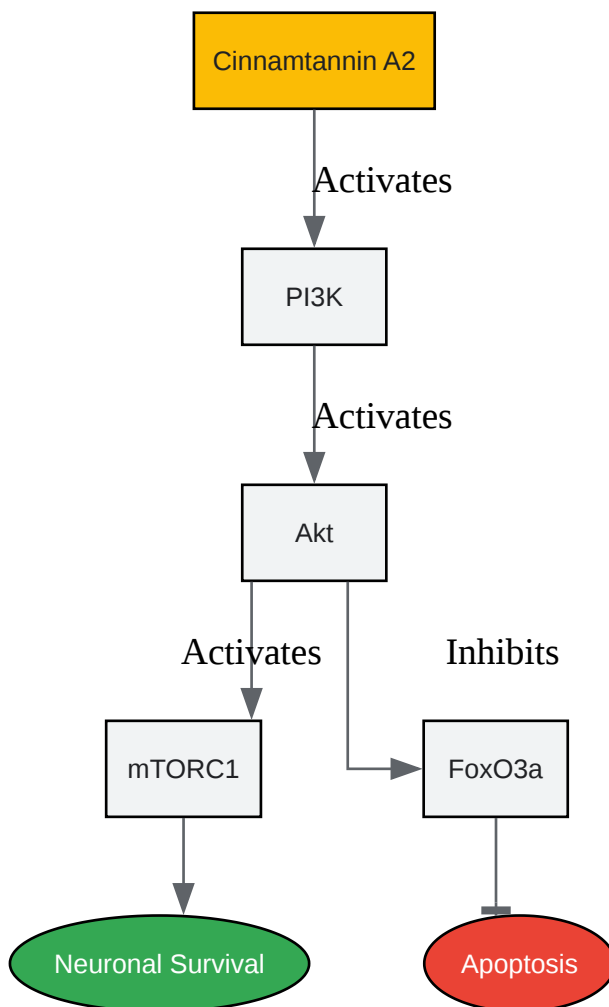 Cinnamtannin A2
Activates
PI3K
Activates
Akt
Activates
Inhibits
mTORC1
FoxO3a
Neuronal Survival
Apoptosis